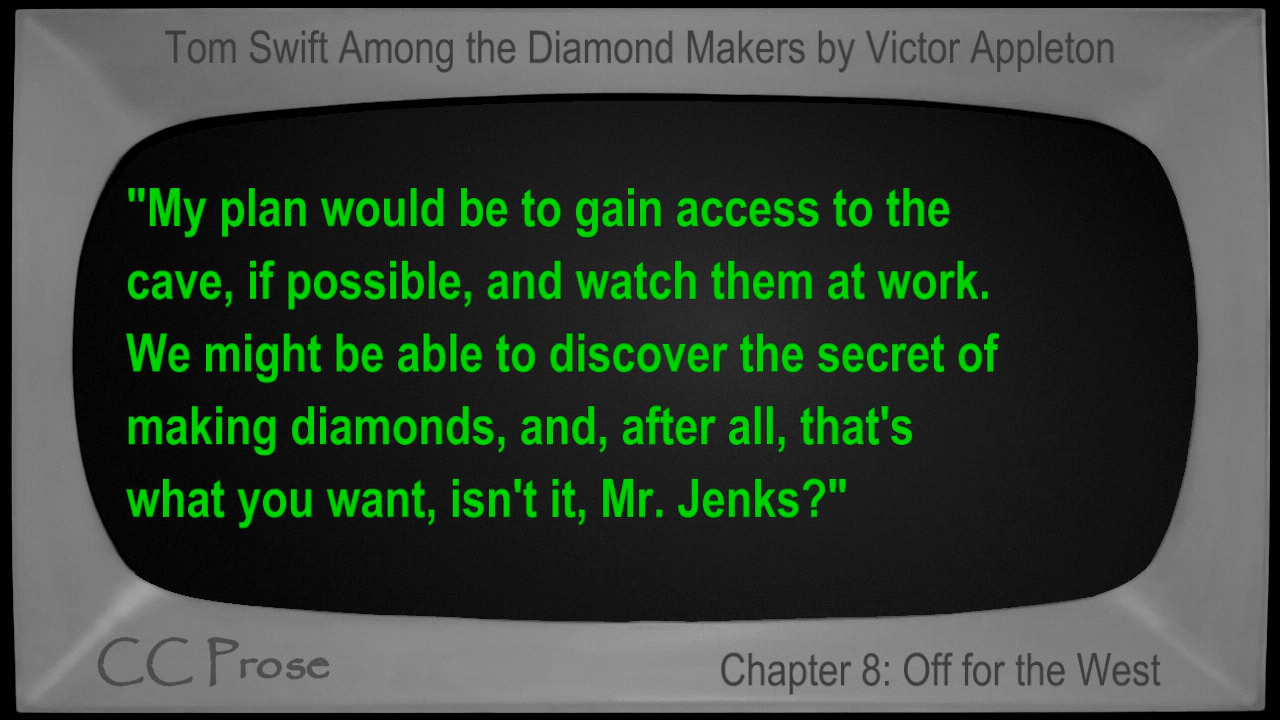 Tom Swift Among the Diamond Makers by Victor Appleton
"My plan would be to gain access to the
cave, if possible, and watch them at work.
We might be able to discover the secret of
making diamonds, and, after all, that's
what you want, isn't it, Mr. Jenks?"
CC Prose
Chapter 8: Off for the West